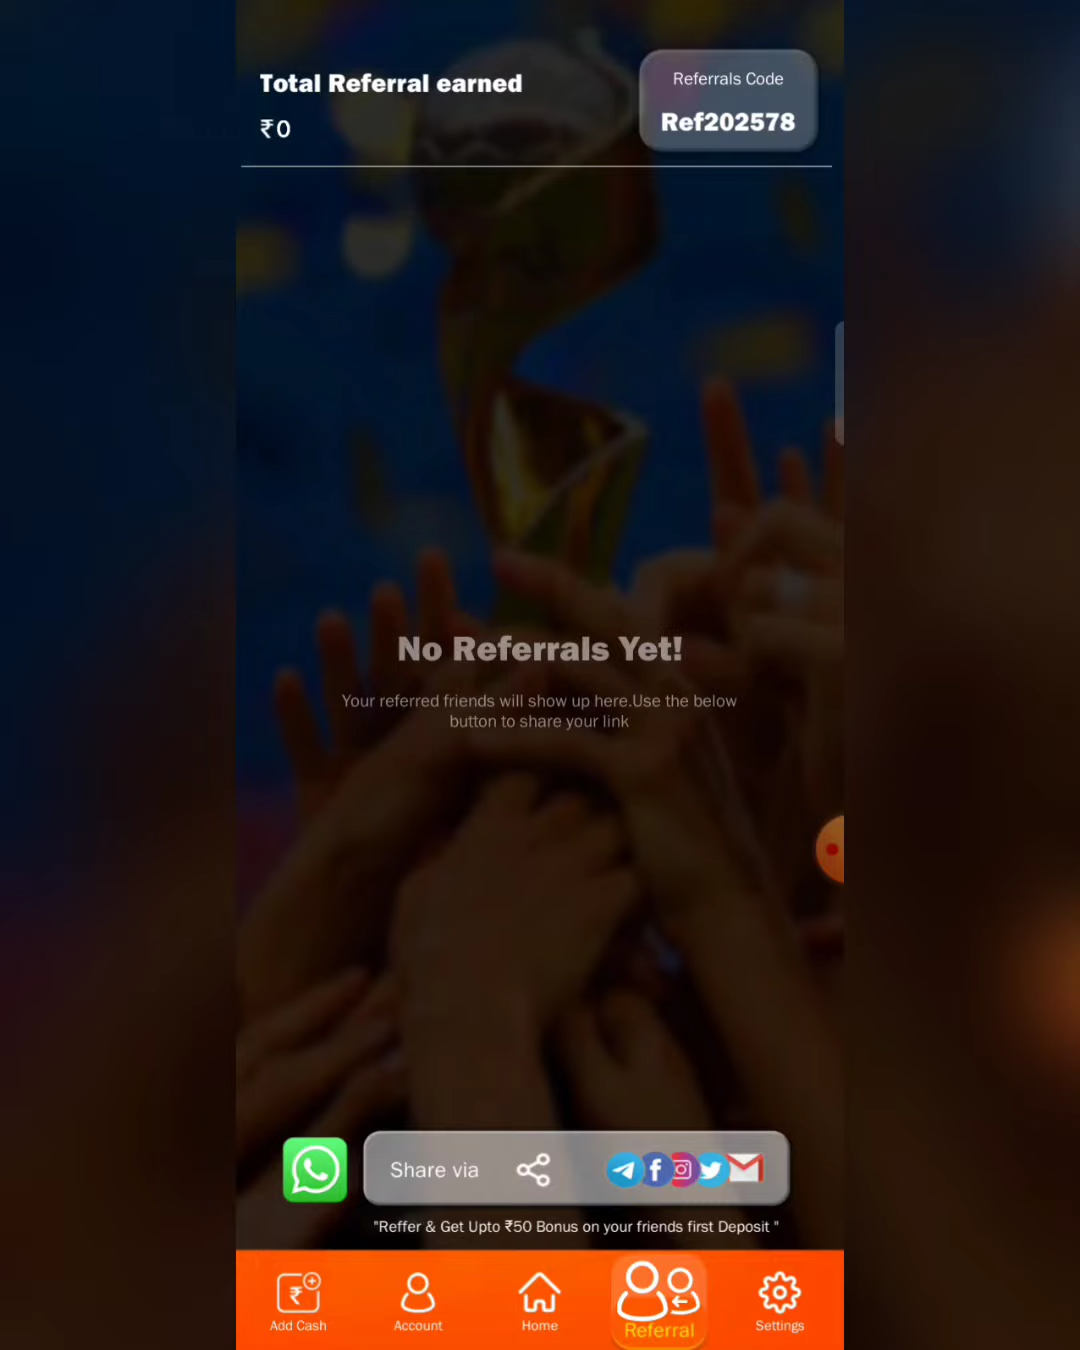 Total Referral earned
₹0
Referrals Code
Ref202578
No Referrals Yet!
Your referred friends will show up here.Use the below
button to share your link
Share via
"Reffer & Get Upto ₹50 Bonus on your friends first Deposit "
Add Cash
Account
Home
Referral
Settings